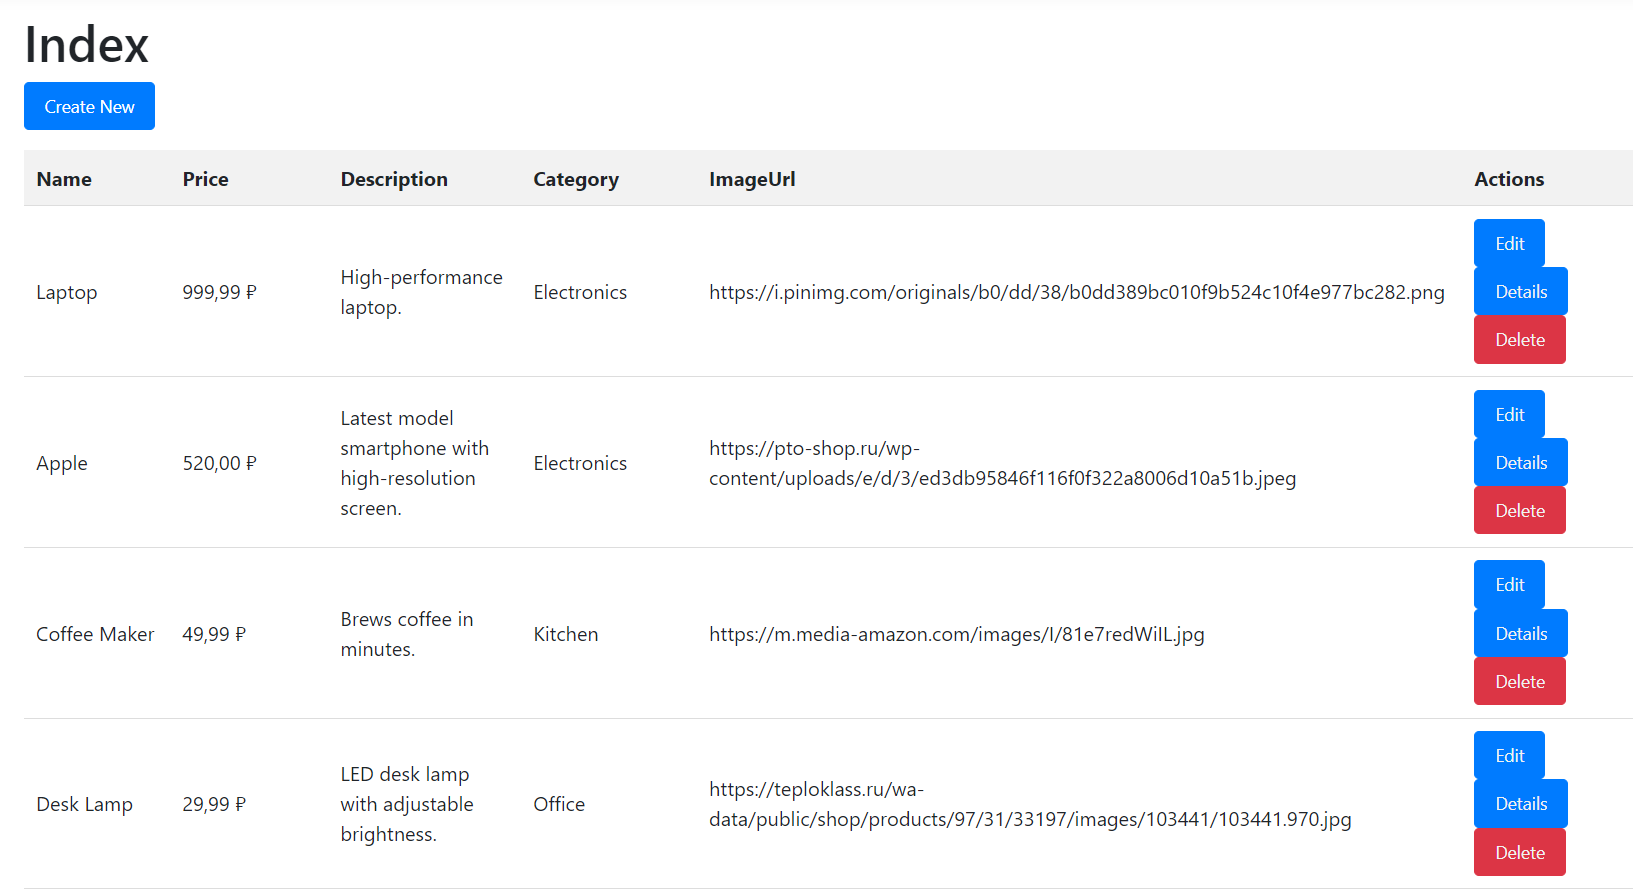 Index
Create New
Name Price Description Category ImageUrl Actions
Laptop 999,99 ₽ High-performance
laptop. Electronics https://i.pinimg.com/originals/b0/dd/38/b0dd389bc010f9b524c10f4e977bc282.png Edit
Details
Delete
Apple 520,00 ₽ Latest model
smartphone with
high-resolution
screen. Electronics https://pto-shop.ru/wp-
content/uploads/e/d/3/ed3db95846f116f0f322a8006d10a51b.jpeg Edit
Details
Delete
Coffee Maker 49,99 ₽ Brews coffee in
minutes. Kitchen https://m.media-amazon.com/images/I/81e7redWiIL.jpg Edit
Details
Delete
Desk Lamp 29,99 ₽ LED desk lamp
with adjustable
brightness. Office https://teploklass.ru/wa-
data/public/shop/products/97/31/33197/images/103441/103441.970.jpg Edit
Details
Delete